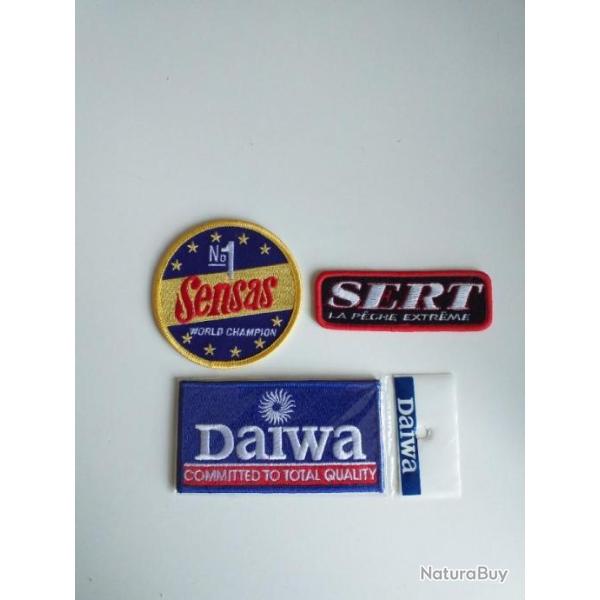 No 1
Sensas
WORLD CHAMPION
SERT
LA PÊCHE EXTRÊME
Daiwa
COMMITTED TO TOTAL QUALITY
Daiwa
NaturaBuy